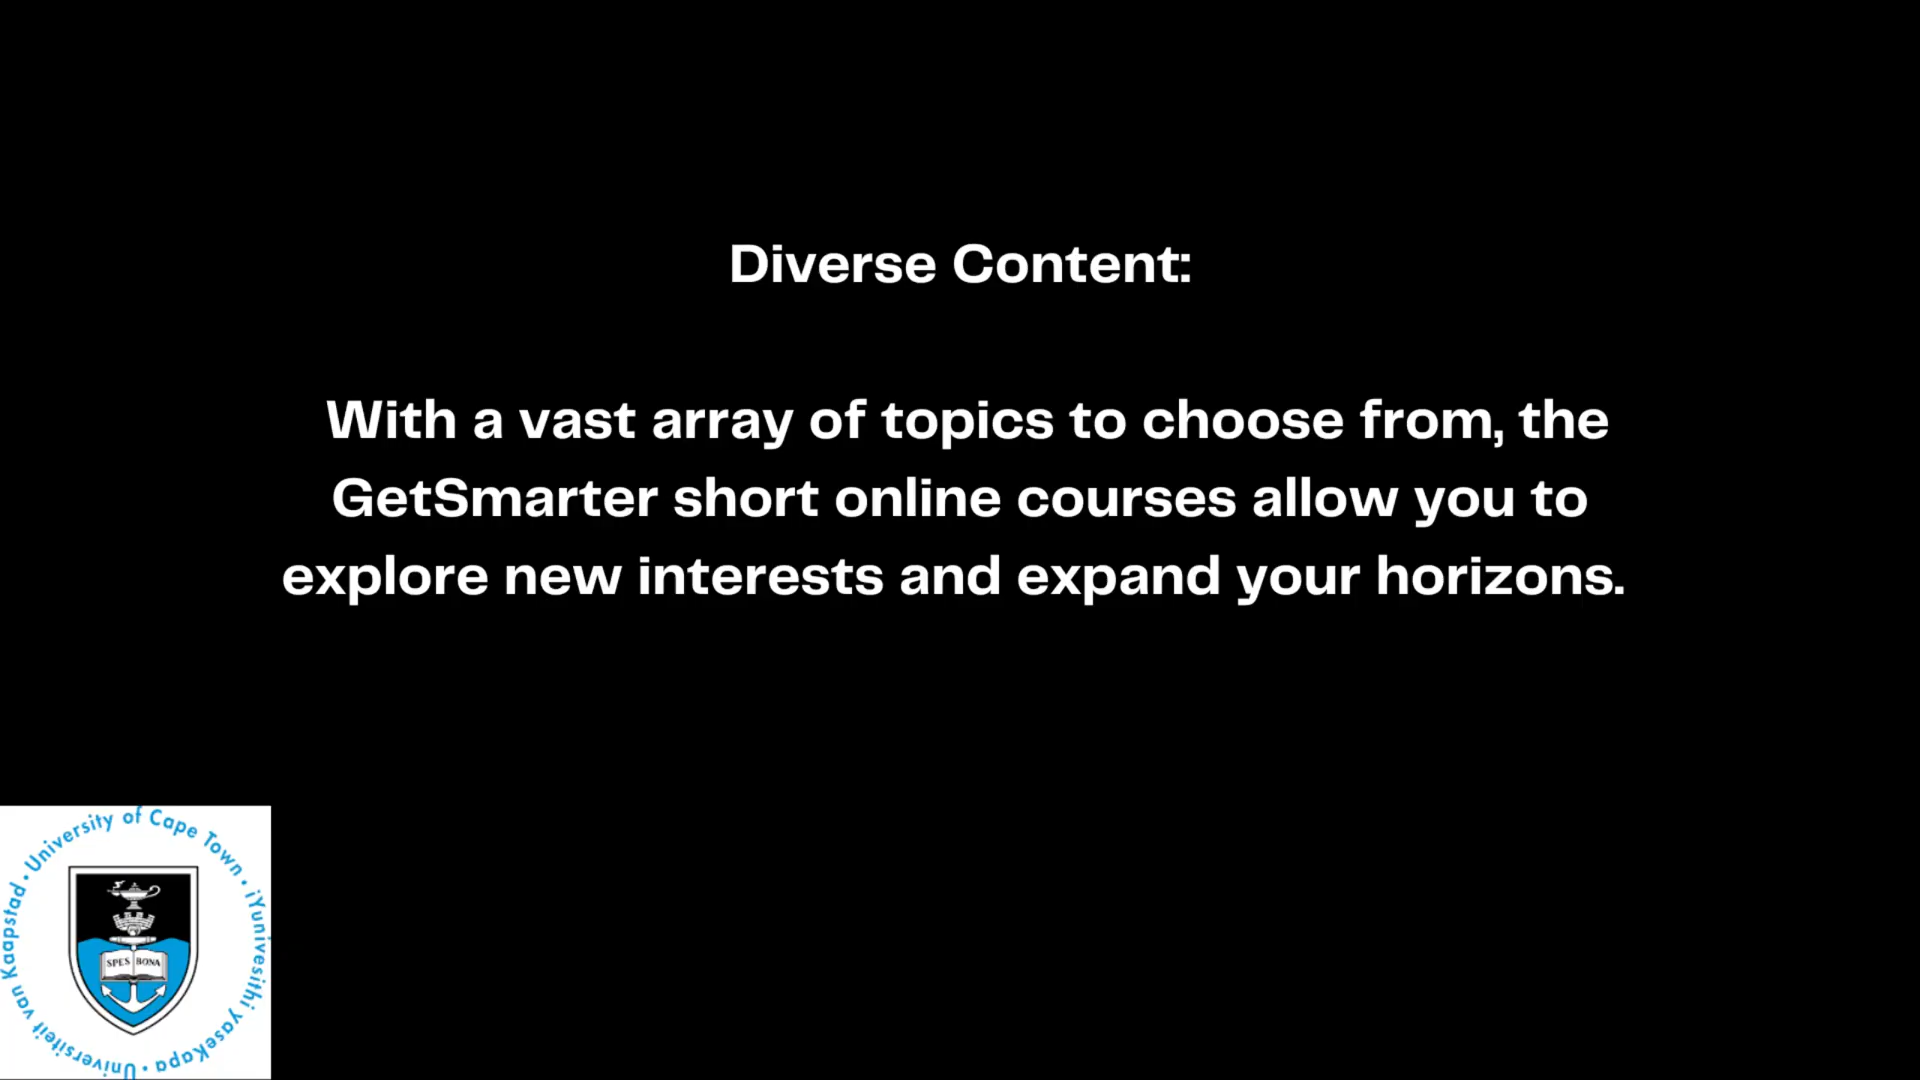 Diverse Content:
With a vast array of topics to choose from, the
GetSmarter short online courses allow you to
explore new interests and expand your horizons.
University of Cape Town • iYunivesithi yaseKapa • Universiteit van Kaapstad •
SPES BONA